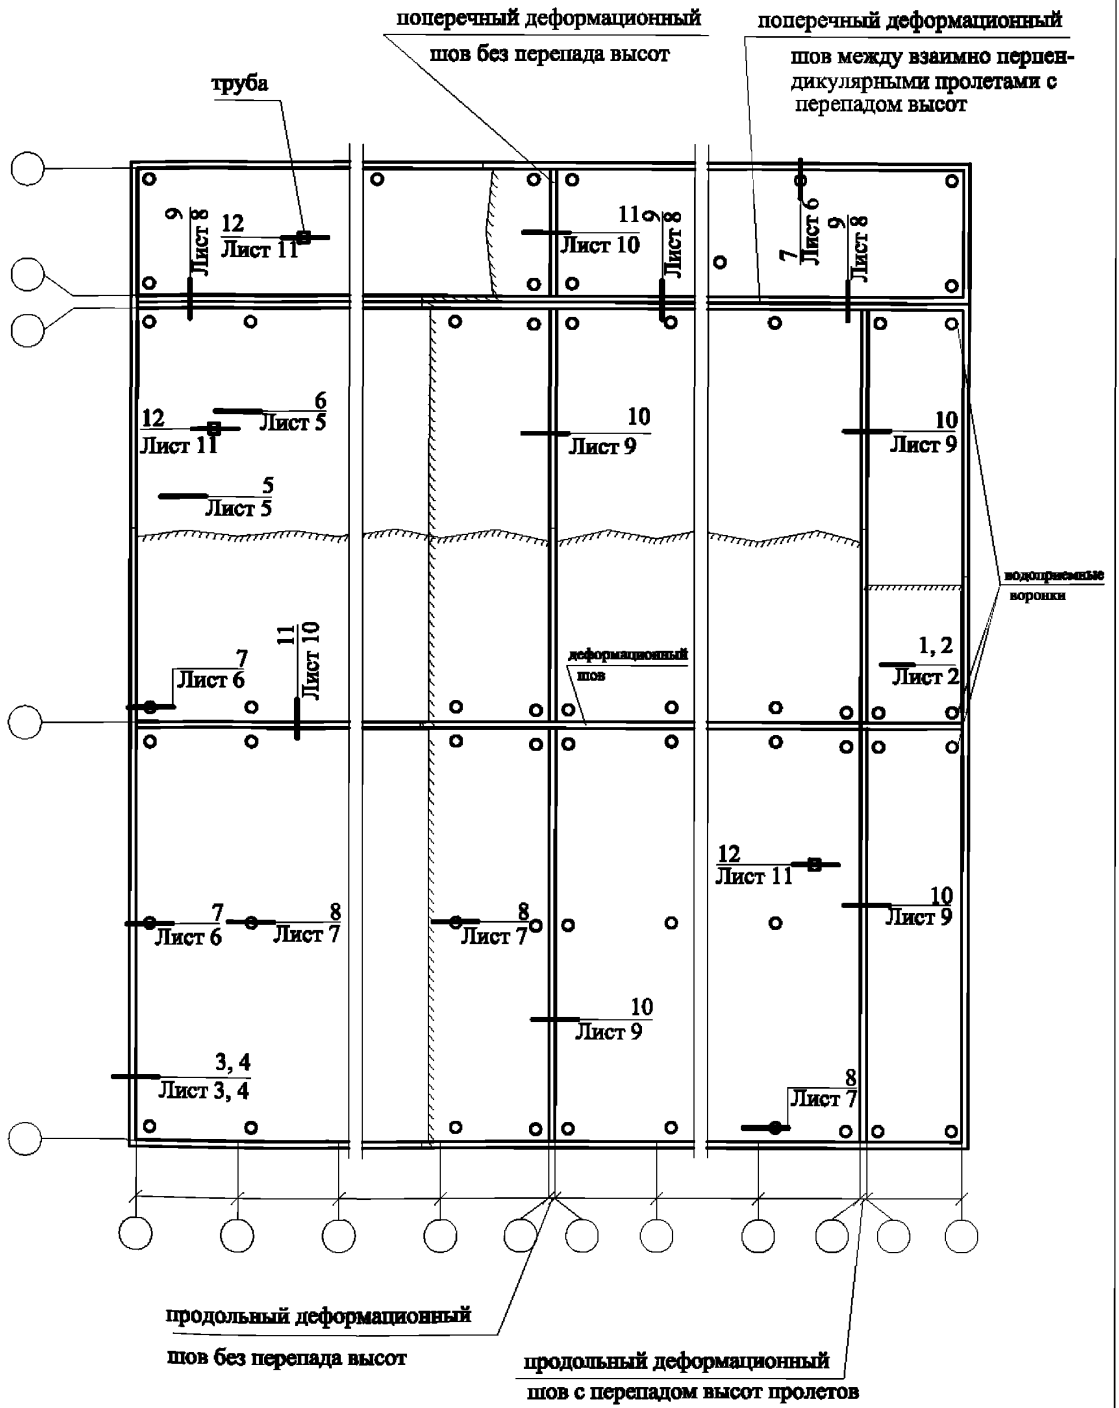 поперечный деформационный
шов без перепада высот
поперечный деформационный
шов между взаимно перпен-
дикулярными пролетами с
перепадом высот
труба
9
Лист 8
12
Лист 11
11
Лист 10
9
Лист 8
7
Лист 6
9
Лист 8
6
Лист 5
12
Лист 11
10
Лист 9
10
Лист 9
5
Лист 5
водоприемные
воронки
11
Лист 10
7
Лист 6
деформационный
шов
1, 2
Лист 2
12
Лист 11
10
Лист 9
7
Лист 6
8
Лист 7
8
Лист 7
10
Лист 9
3, 4
Лист 3, 4
8
Лист 7
продольный деформационный
шов без перепада высот
продольный деформационный
шов с перепадом высот пролетов